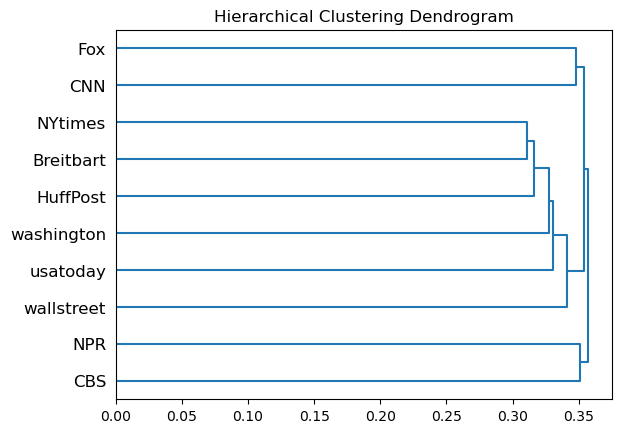 Hierarchical Clustering Dendrogram
Fox
CNN
NYtimes
Breitbart
HuffPost
washington
usatoday
wallstreet
NPR
CBS
0.00 0.05 0.10 0.15 0.20 0.25 0.30 0.35